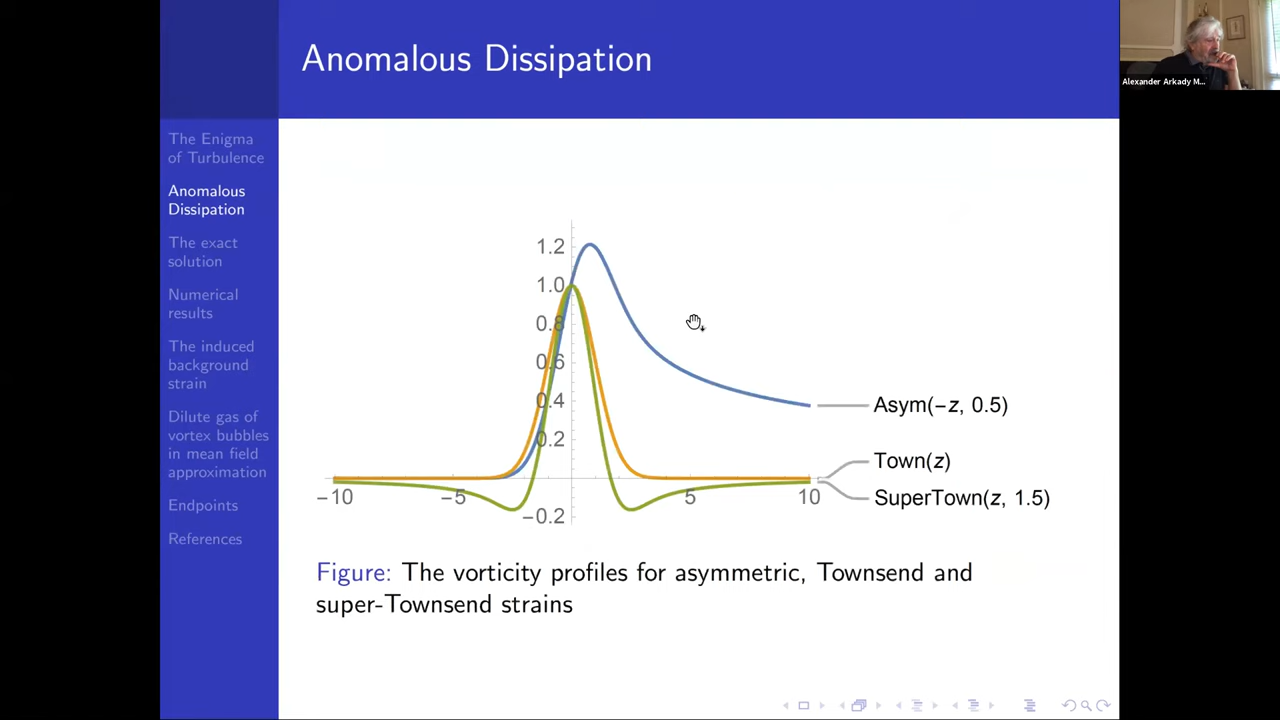 Anomalous Dissipation
Alexander Arkady M...
The Enigma
of Turbulence
Anomalous
Dissipation
The exact
solution
Numerical
results
The induced
background
strain
Dilute gas of
vortex bubbles
in mean field
approximation
Endpoints
References
1.2
1.0
0.8
0.6
0.4
0.2
−0.2
−10
−5
5
10
Asym(−z, 0.5)
Town(z)
SuperTown(z, 1.5)
Figure: The vorticity profiles for asymmetric, Townsend and
super-Townsend strains